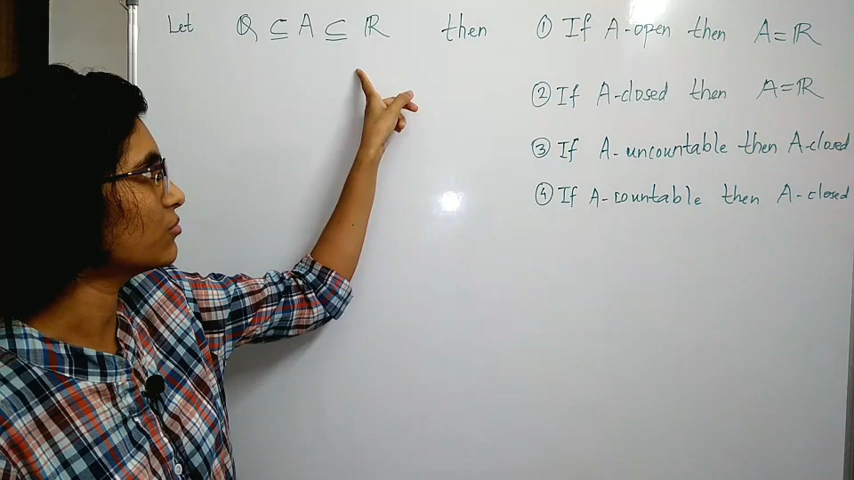 Let ℚ ⊆ A ⊆ ℝ then ① If A-open then A=ℝ
② If A-closed then A=ℝ
③ If A-uncountable then A-closed
④ If A-countable then A-closed